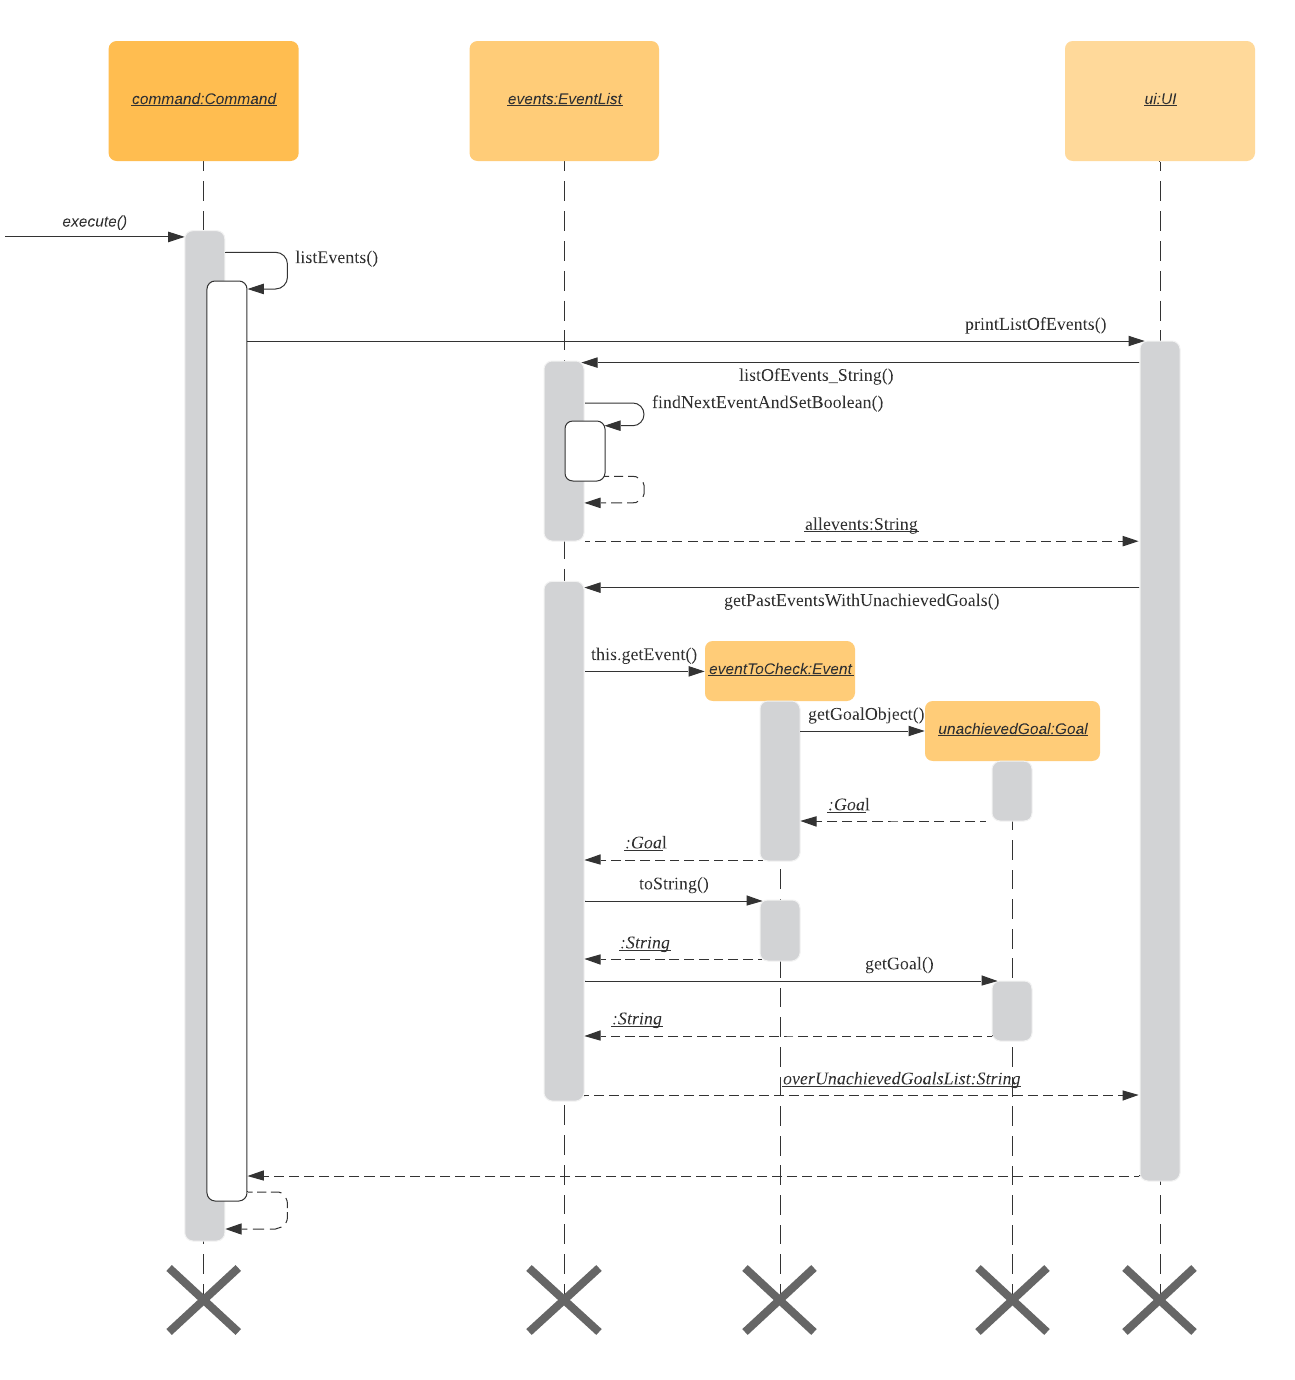 command:Command
events:EventList
ui:UI
execute()
listEvents()
printListOfEvents()
listOfEvents_String()
findNextEventAndSetBoolean()
allevents:String
getPastEventsWithUnachievedGoals()
this.getEvent()
eventToCheck:Event
getGoalObject()
unachievedGoal:Goal
:Goal
:Goal
toString()
:String
getGoal()
:String
overUnachievedGoalsList:String